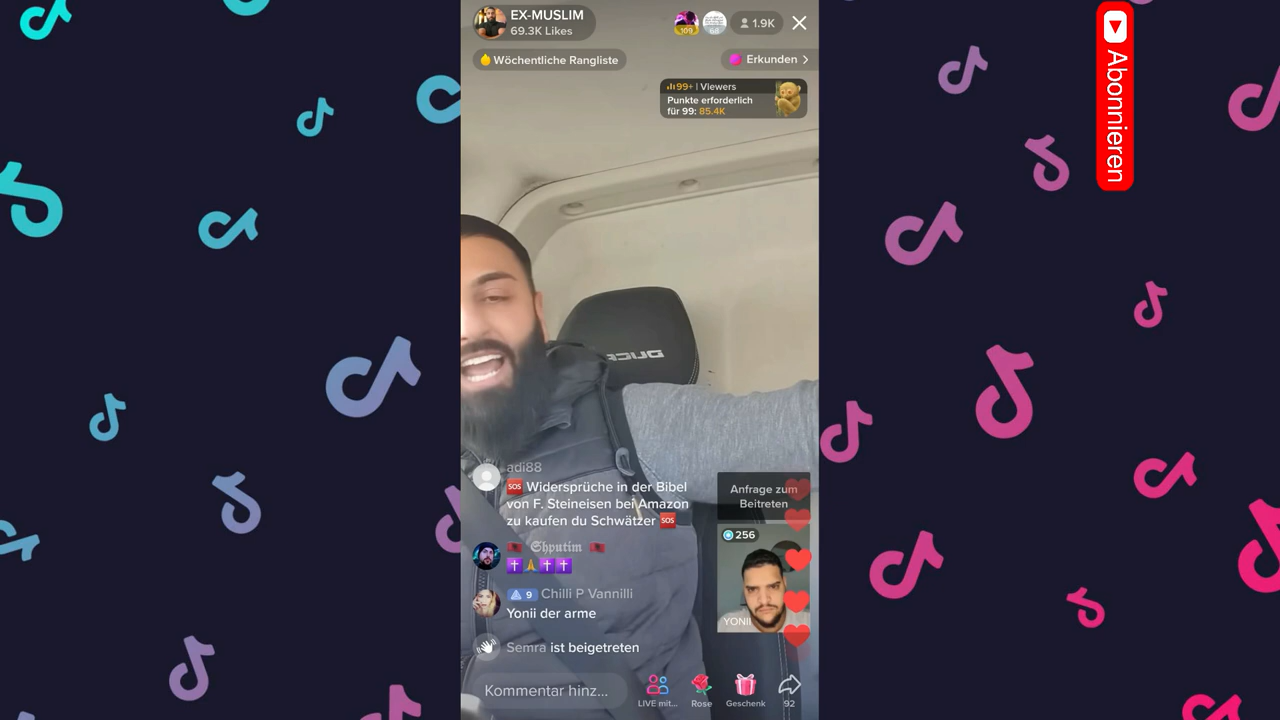 EX-MUSLIM
69.3K Likes
109
68
1.9K
Wöchentliche Rangliste
Erkunden
99+ | Viewers
Punkte erforderlich
für 99: 85.4K
Abonnieren
adi88
🆘 Widersprüche in der Bibel
von F. Steineisen bei Amazon
zu kaufen du Schwätzer 🆘
Anfrage zum
Beitreten
256
🇦🇱 𝕾𝖍𝖕𝖚𝖙𝖎𝖒 🇦🇱
✝️🙏✝️✝️
9 Chilli P Vannilli
Yonii der arme
YONII
Semra ist beigetreten
Kommentar hinz...
LIVE mit...
Rose
Geschenk
92